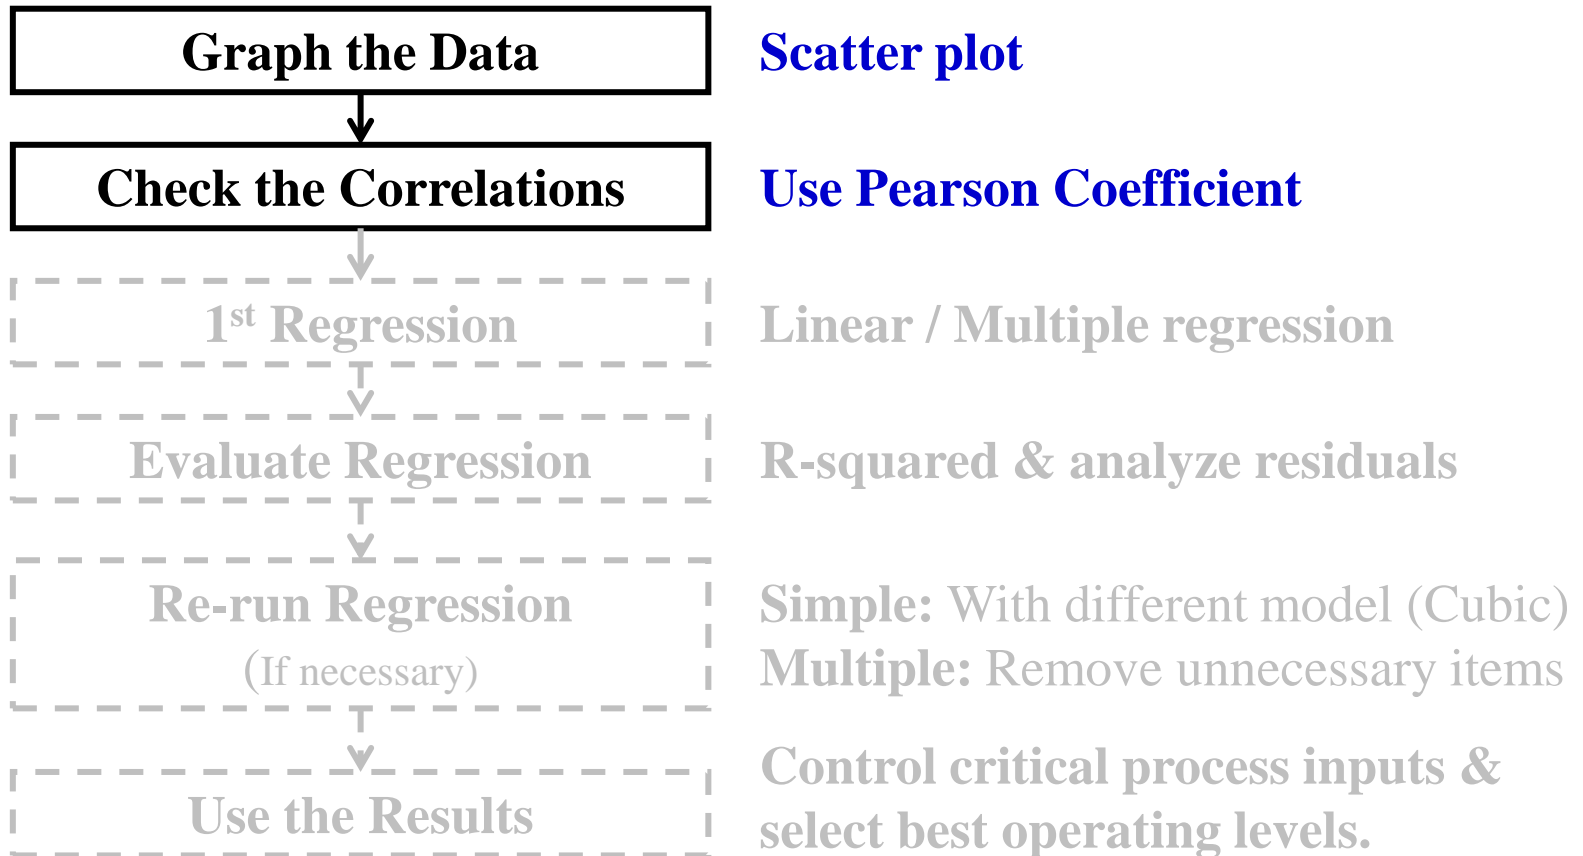 Graph the Data Scatter plot
Check the Correlations Use Pearson Coefficient
1st Regression Linear / Multiple regression
Evaluate Regression R-squared & analyze residuals
Re-run Regression Simple: With different model (Cubic)
(If necessary) Multiple: Remove unnecessary items
Control critical process inputs &
Use the Results select best operating levels.